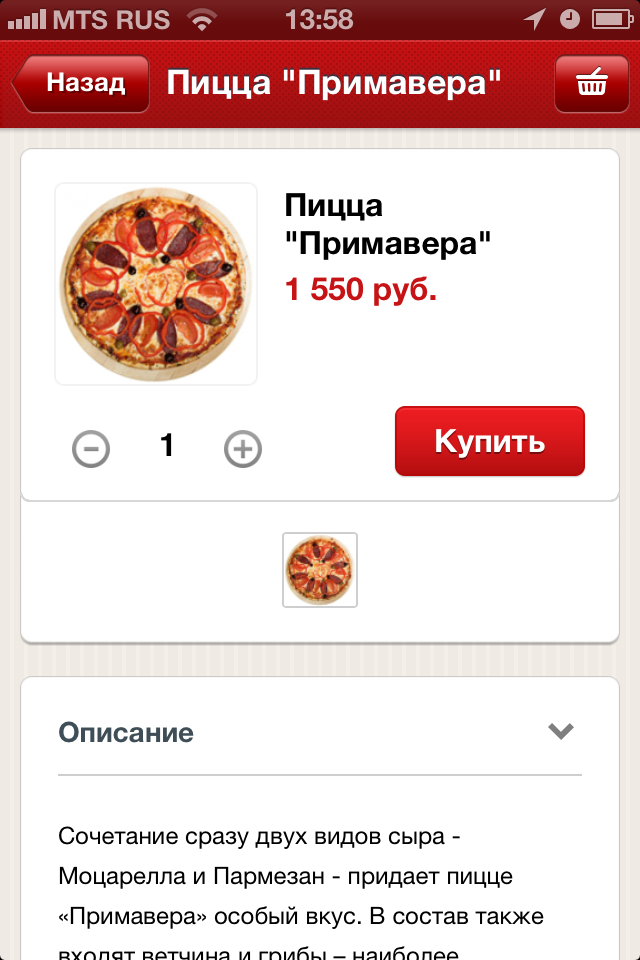 MTS RUS 13:58
Назад Пицца "Примавера"
Пицца
"Примавера"
1 550 руб.
1
Купить
Описание
Сочетание сразу двух видов сыра -
Моцарелла и Пармезан - придает пицце
«Примавера» особый вкус. В состав также
входят ветчина и грибы – наиболее